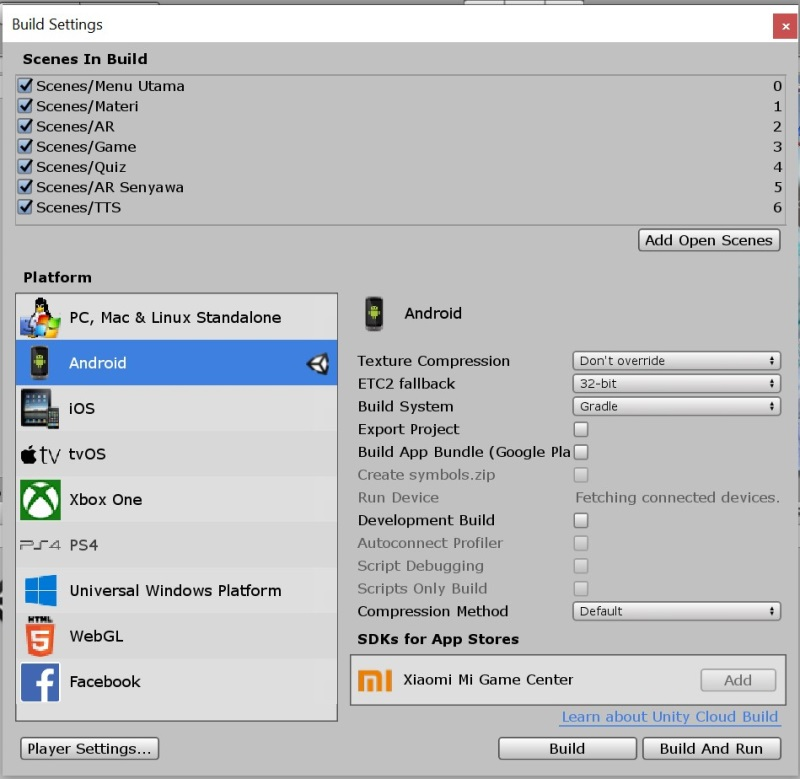 Build Settings
Scenes In Build
Scenes/Menu Utama 0
Scenes/Materi 1
Scenes/AR 2
Scenes/Game 3
Scenes/Quiz 4
Scenes/AR Senyawa 5
Scenes/TTS 6
Add Open Scenes
Platform
PC, Mac & Linux Standalone
Android
iOS
tv tvOS
Xbox One
PS4 PS4
Universal Windows Platform
HTML 5 WebGL
f Facebook
Android
Texture Compression Don't override
ETC2 fallback 32-bit
Build System Gradle
Export Project
Build App Bundle (Google Pla
Create symbols.zip
Run Device Fetching connected devices.
Development Build
Autoconnect Profiler
Script Debugging
Scripts Only Build
Compression Method Default
SDKs for App Stores
mi Xiaomi Mi Game Center Add
Learn about Unity Cloud Build
Player Settings... Build Build And Run